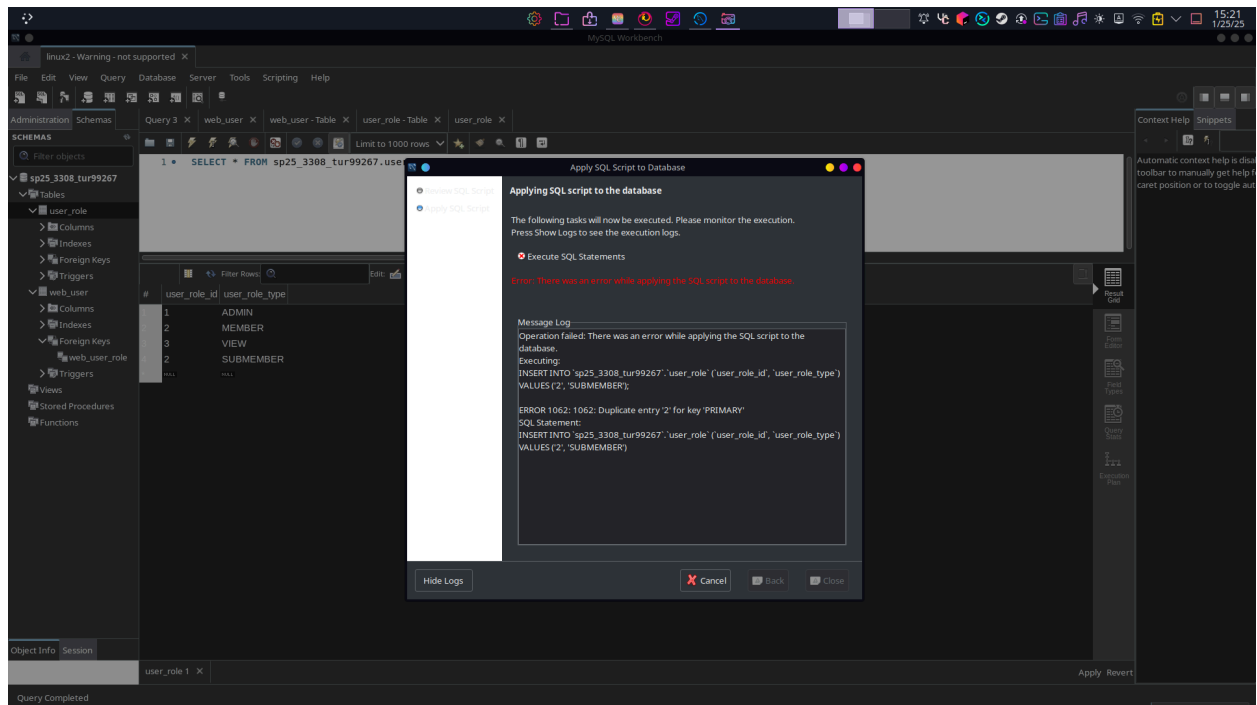 15:21
1/25/25
MySQL Workbench
linux2 - Warning - not supported
File Edit View Query Database Server Tools Scripting Help
Administration Schemas
Query 3 web_user web_user - Table user_role - Table user_role
Context Help Snippets
SCHEMAS
Limit to 1000 rows
Filter objects
1 SELECT * FROM sp25_3308_tur99267.user
Automatic context help is disa
toolbar to manually get help f
caret position or to toggle aut
sp25_3308_tur99267
Tables
user_role
Columns
Indexes
Foreign Keys
Triggers
web_user
Columns
Indexes
Foreign Keys
web_user_role
Triggers
Views
Stored Procedures
Functions
Filter Rows: Edit:
# user_role_id user_role_type
1 1 ADMIN
2 2 MEMBER
3 3 VIEW
4 2 SUBMEMBER
NULL NULL
Apply SQL Script to Database
Review SQL Script
Apply SQL Script
Applying SQL script to the database
The following tasks will now be executed. Please monitor the execution.
Press Show Logs to see the execution logs.
Execute SQL Statements
Error: There was an error while applying the SQL script to the database.
Message Log
Operation failed: There was an error while applying the SQL script to the
database.
Executing:
INSERT INTO `sp25_3308_tur99267`.`user_role` (`user_role_id`, `user_role_type`)
VALUES ('2', 'SUBMEMBER');
ERROR 1062: 1062: Duplicate entry '2' for key 'PRIMARY'
SQL Statement:
INSERT INTO `sp25_3308_tur99267`.`user_role` (`user_role_id`, `user_role_type`)
VALUES ('2', 'SUBMEMBER')
Hide Logs
Cancel
Back
Close
Result
Grid
Form
Editor
Field
Types
Query
Stats
Execution
Plan
Object Info Session
user_role 1
Apply Revert
Query Completed